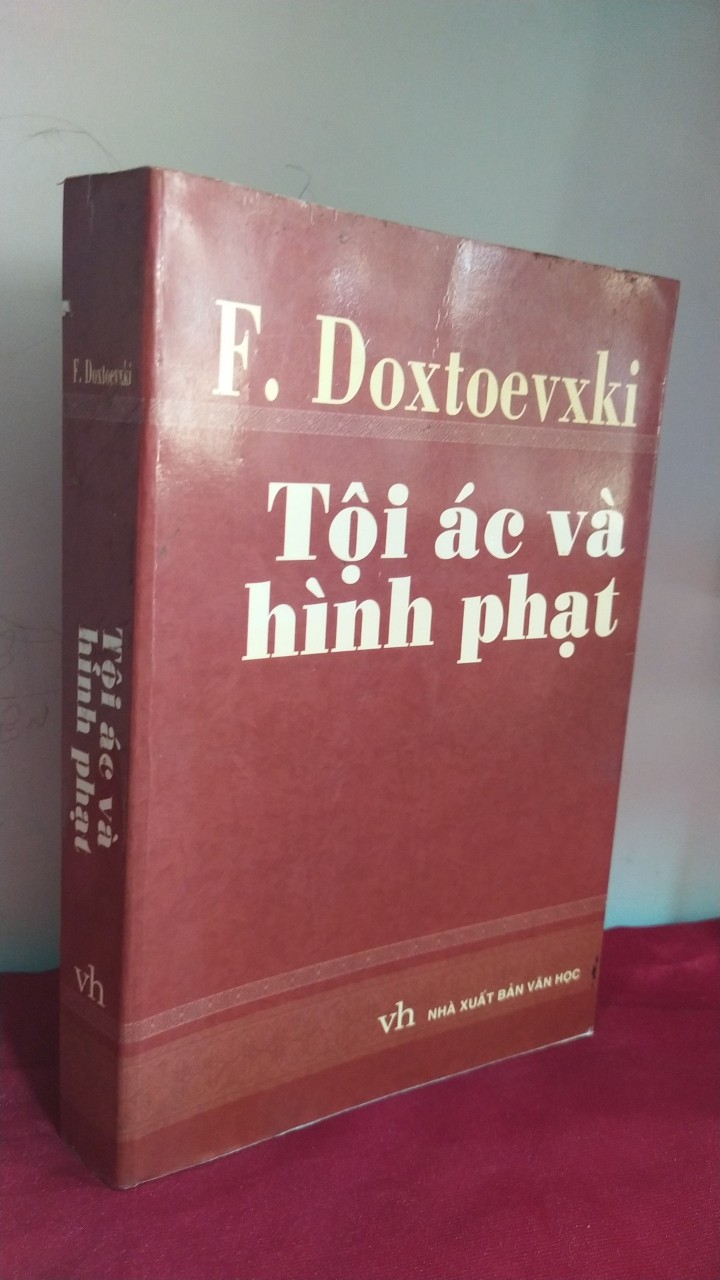 F. Doxtoevxki
Tội ác và
hình phạt
vh NHÀ XUẤT BẢN VĂN HỌC
F. Doxtoevxki
Tội ác và
hình phạt
vh